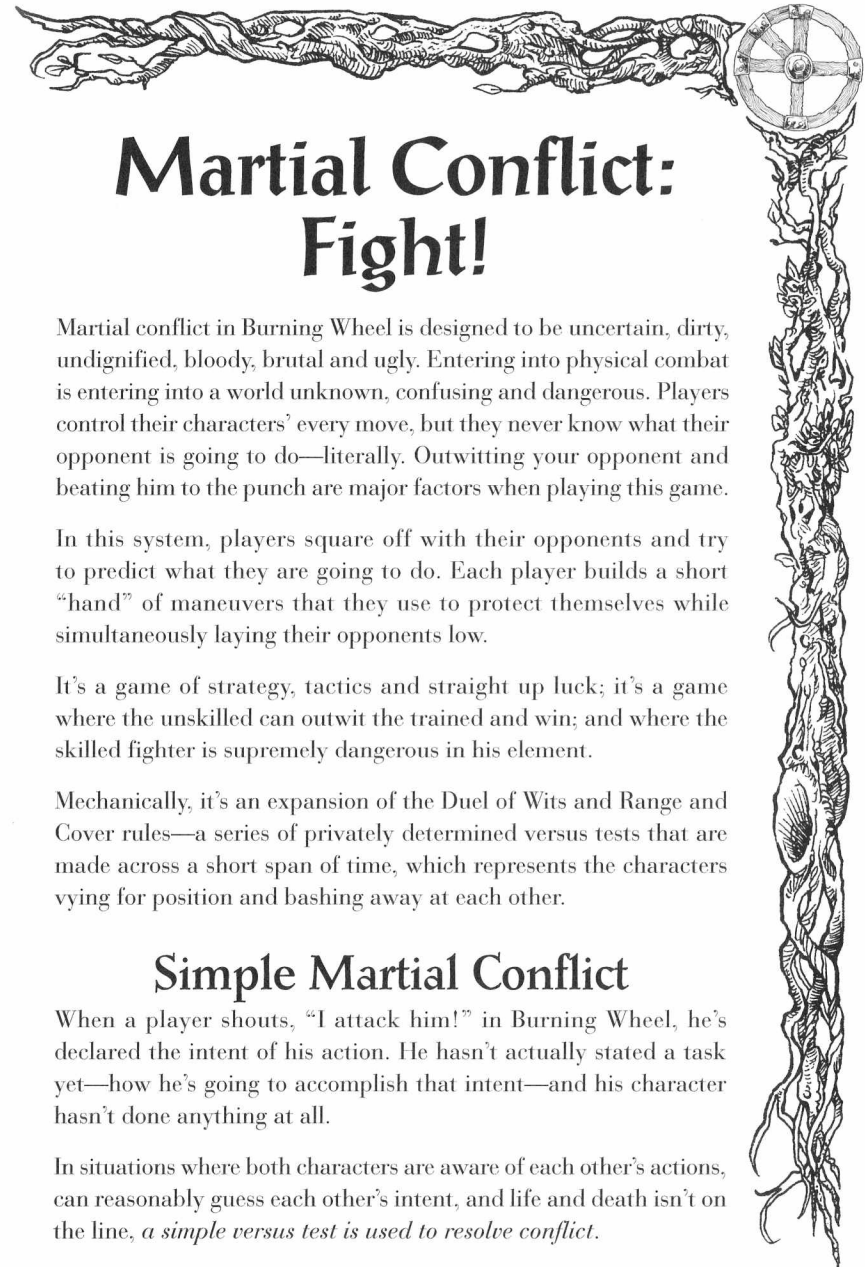 Martial Conflict:
Fight!
Martial conflict in Burning Wheel is designed to be uncertain, dirty,
undignified, bloody, brutal and ugly. Entering into physical combat
is entering into a world unknown, confusing and dangerous. Players
control their characters’ every move, but they never know what their
opponent is going to do—literally. Outwitting your opponent and
beating him to the punch are major factors when playing this game.
In this system, players square off with their opponents and try
to predict what they are going to do. Each player builds a short
“hand” of maneuvers that they use to protect themselves while
simultaneously laying their opponents low.
It’s a game of strategy, tactics and straight up luck; it’s a game
where the unskilled can outwit the trained and win; and where the
skilled fighter is supremely dangerous in his element.
Mechanically, it’s an expansion of the Duel of Wits and Range and
Cover rules—a series of privately determined versus tests that are
made across a short span of time, which represents the characters
vying for position and bashing away at each other.
Simple Martial Conflict
When a player shouts, “I attack him!” in Burning Wheel, he’s
declared the intent of his action. He hasn’t actually stated a task
yet—how he’s going to accomplish that intent—and his character
hasn’t done anything at all.
In situations where both characters are aware of each other’s actions,
can reasonably guess each other’s intent, and life and death isn’t on
the line, a simple versus test is used to resolve conflict.